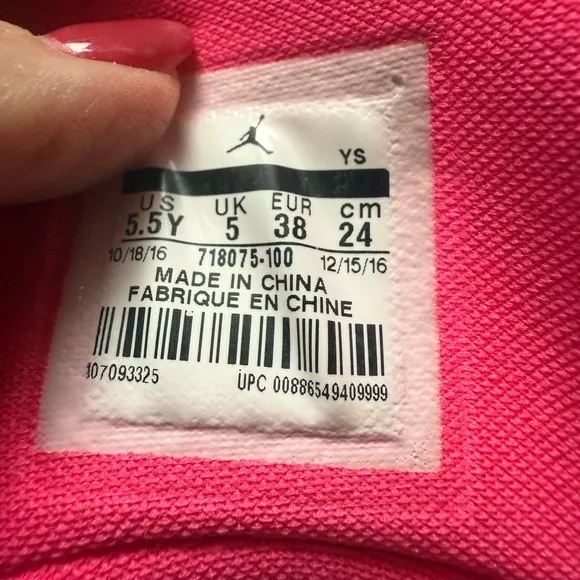 YS
US UK EUR cm
5.5Y 5 38 24
10/18/16 718075-100 12/15/16
MADE IN CHINA
FABRIQUE EN CHINE
107093325 UPC 00886549409999